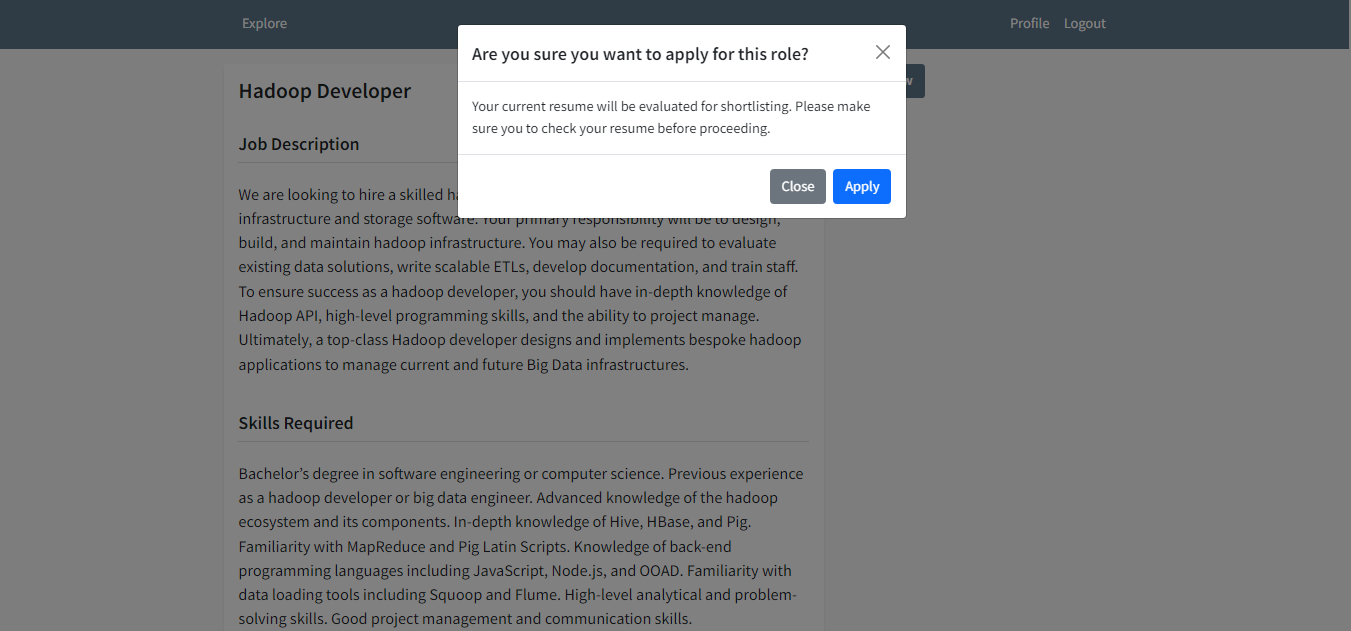 Explore
Profile Logout
Are you sure you want to apply for this role?
Your current resume will be evaluated for shortlisting. Please make
sure you to check your resume before proceeding.
Close Apply
Hadoop Developer
Job Description
We are looking to hire a skilled
infrastructure and storage software. Your primary responsibility will be to design,
build, and maintain hadoop infrastructure. You may also be required to evaluate
existing data solutions, write scalable ETLs, develop documentation, and train staff.
To ensure success as a hadoop developer, you should have in-depth knowledge of
Hadoop API, high-level programming skills, and the ability to project manage.
Ultimately, a top-class Hadoop developer designs and implements bespoke hadoop
applications to manage current and future Big Data infrastructures.
Skills Required
Bachelor’s degree in software engineering or computer science. Previous experience
as a hadoop developer or big data engineer. Advanced knowledge of the hadoop
ecosystem and its components. In-depth knowledge of Hive, HBase, and Pig.
Familiarity with MapReduce and Pig Latin Scripts. Knowledge of back-end
programming languages including JavaScript, Node.js, and OOAD. Familiarity with
data loading tools including Squoop and Flume. High-level analytical and problem-
solving skills. Good project management and communication skills.